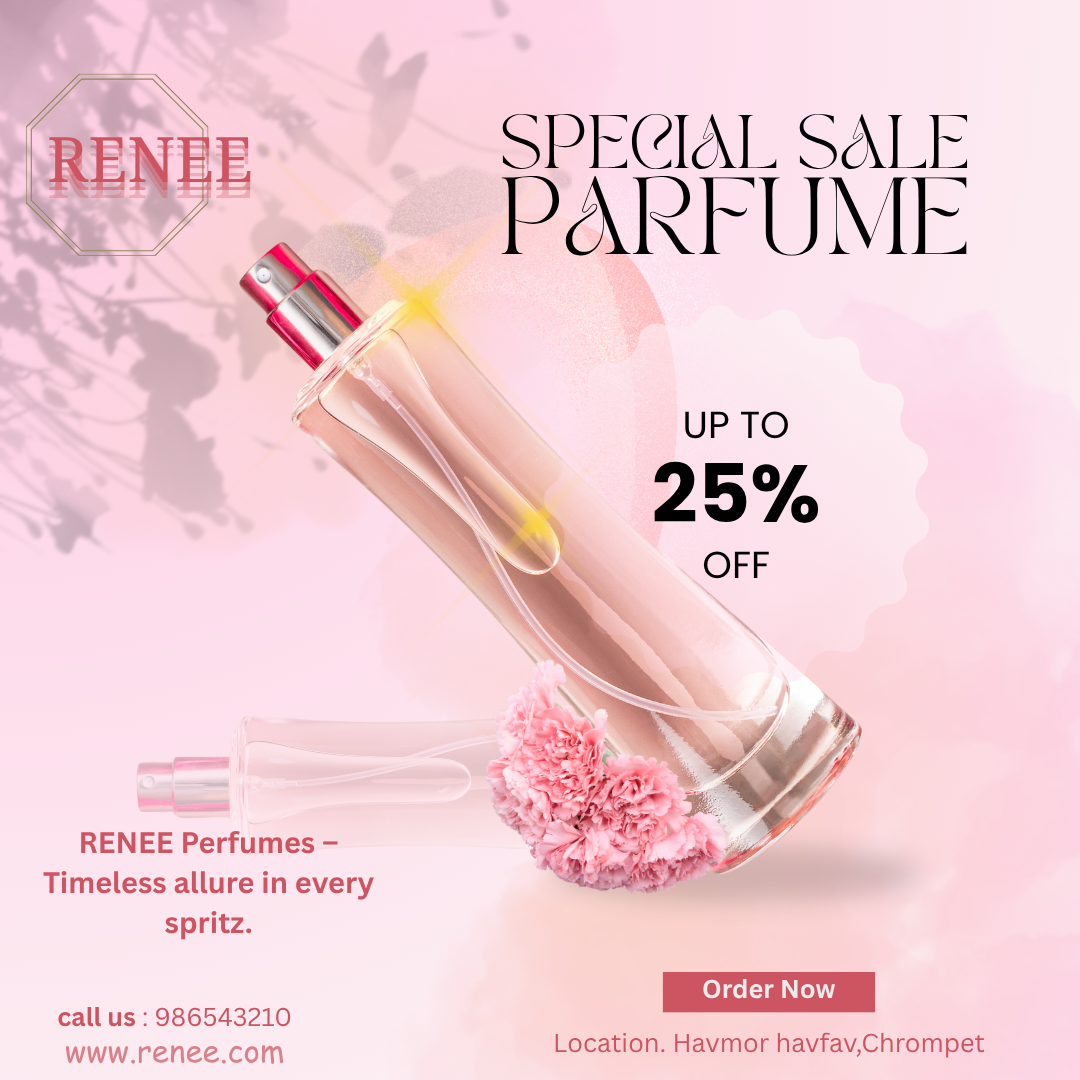 RENEE
SPECIAL SALE
PARFUME
UP TO
25%
OFF
RENEE Perfumes –
Timeless allure in every
spritz.
call us : 986543210
www.renee.com
Order Now
Location. Havmor havfav,Chrompet